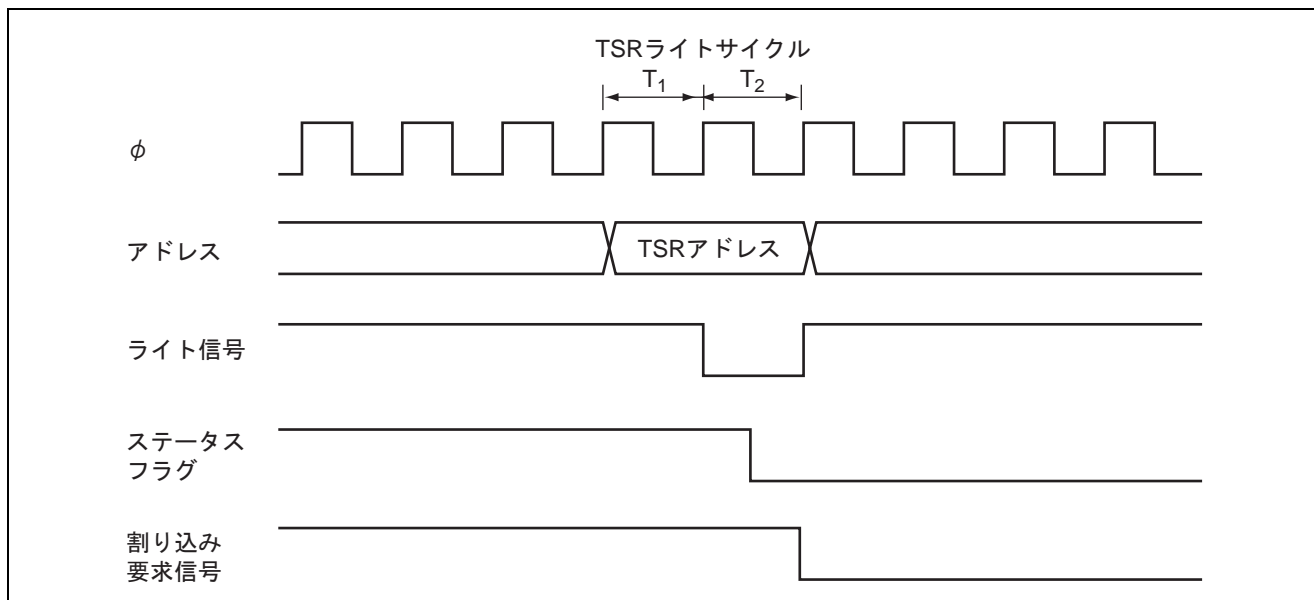 TSRライトサイクル
T₁ T₂
φ
アドレス TSRアドレス
ライト信号
ステータス
フラグ
割り込み
要求信号